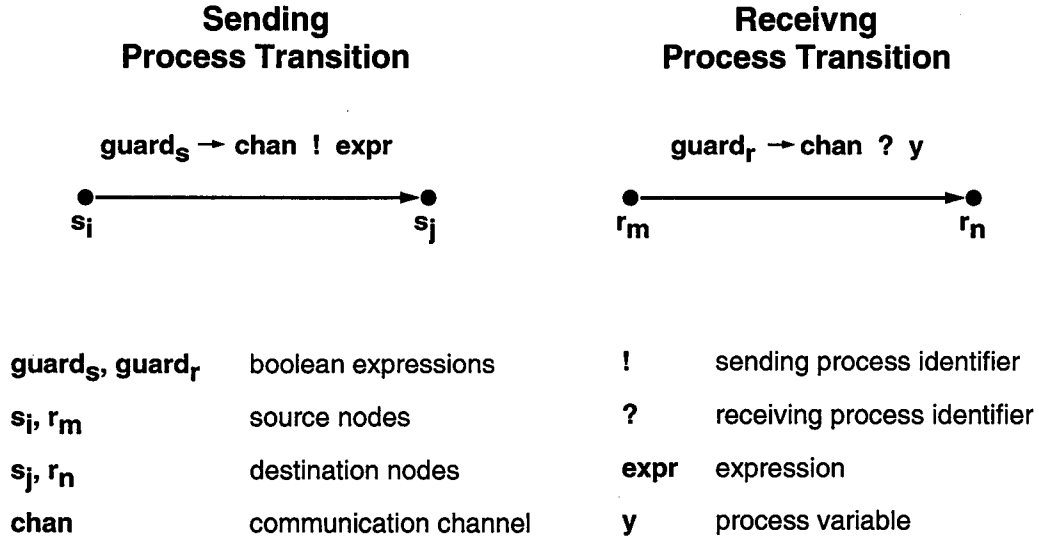 Sending
Process Transition
guards → chan ! expr
si
sj
Receivng
Process Transition
guardr → chan ? y
rm
rn
guards, guardr boolean expressions
si, rm source nodes
sj, rn destination nodes
chan communication channel
! sending process identifier
? receiving process identifier
expr expression
y process variable